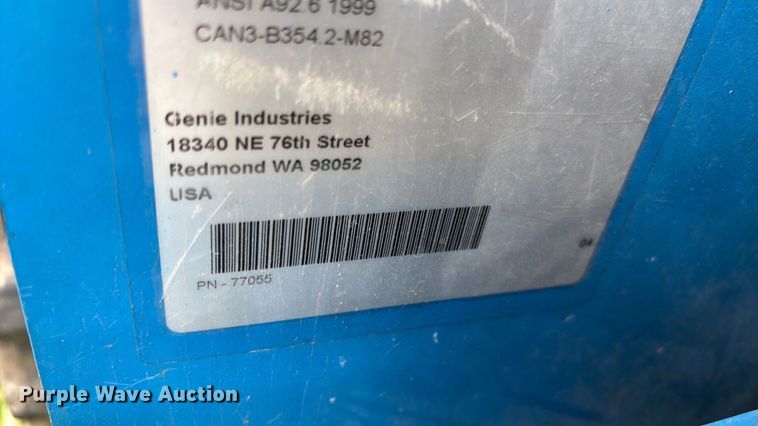 ANSI A92.6 1999
CAN3-B354.2-M82
Genie Industries
18340 NE 76th Street
Redmond WA 98052
USA
04
PN - 77055
Purple Wave Auction